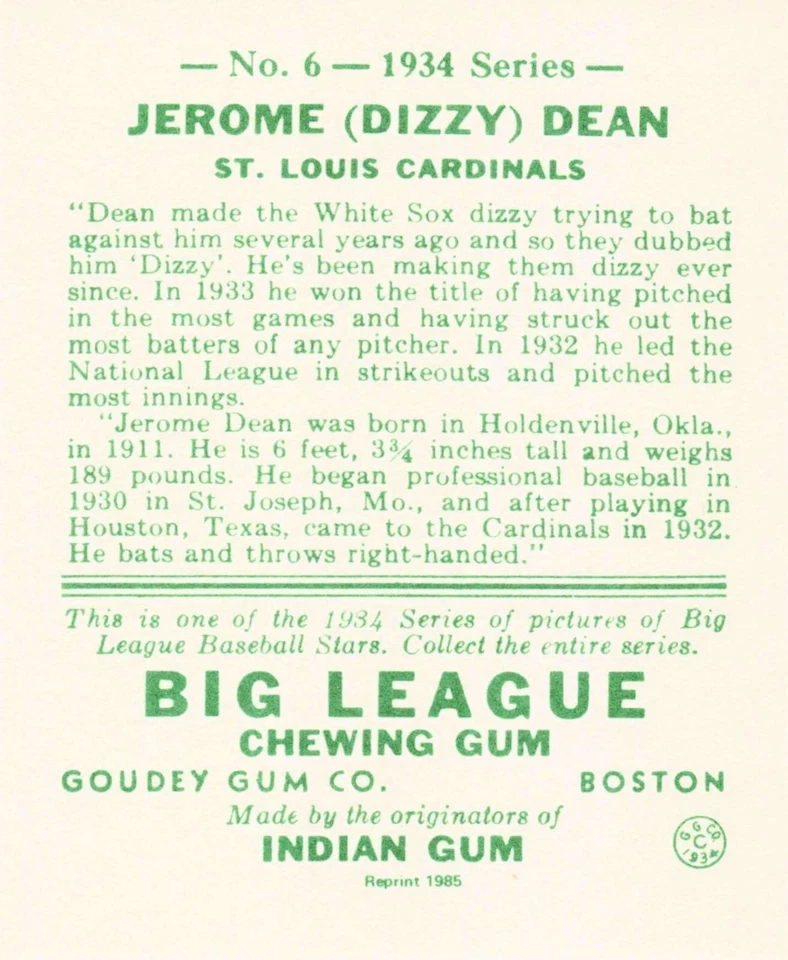 — No. 6 — 1934 Series —
JEROME (DIZZY) DEAN
ST. LOUIS CARDINALS
"Dean made the White Sox dizzy trying to bat
against him several years ago and so they dubbed
him 'Dizzy'. He's been making them dizzy ever
since. In 1933 he won the title of having pitched
in the most games and having struck out the
most batters of any pitcher. In 1932 he led the
National League in strikeouts and pitched the
most innings.
"Jerome Dean was born in Holdenville, Okla.,
in 1911. He is 6 feet, 3¾ inches tall and weighs
189 pounds. He began professional baseball in
1930 in St. Joseph, Mo., and after playing in
Houston, Texas, came to the Cardinals in 1932.
He bats and throws right-handed."
This is one of the 1934 Series of pictures of Big
League Baseball Stars. Collect the entire series.
BIG LEAGUE
CHEWING GUM
GOUDEY GUM CO. BOSTON
Made by the originators of
INDIAN GUM
G G CO.
C
1934
Reprint 1985